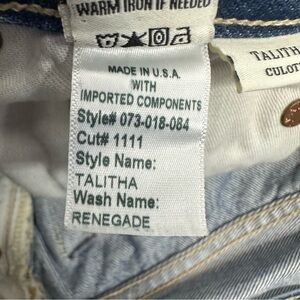 WARM IRON IF NEEDED
MADE IN U.S.A.
WITH
IMPORTED COMPONENTS
Style# 073-018-084
Cut# 1111
Style Name:
TALITHA
Wash Name:
RENEGADE
TALITHA